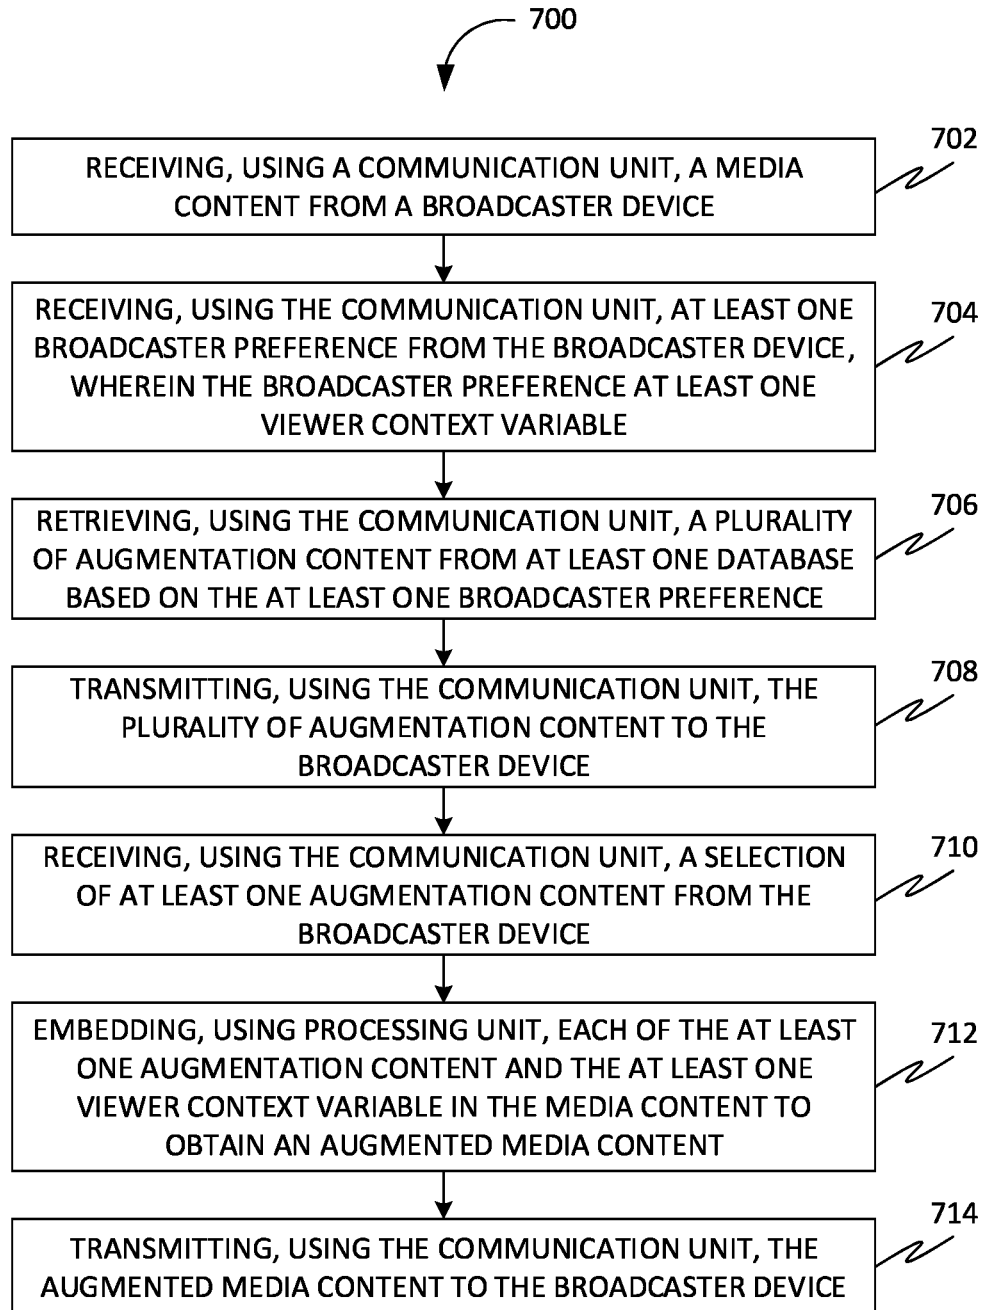 700
702
RECEIVING, USING A COMMUNICATION UNIT, A MEDIA
CONTENT FROM A BROADCASTER DEVICE
704
RECEIVING, USING THE COMMUNICATION UNIT, AT LEAST ONE
BROADCASTER PREFERENCE FROM THE BROADCASTER DEVICE,
WHEREIN THE BROADCASTER PREFERENCE AT LEAST ONE
VIEWER CONTEXT VARIABLE
706
RETRIEVING, USING THE COMMUNICATION UNIT, A PLURALITY
OF AUGMENTATION CONTENT FROM AT LEAST ONE DATABASE
BASED ON THE AT LEAST ONE BROADCASTER PREFERENCE
708
TRANSMITTING, USING THE COMMUNICATION UNIT, THE
PLURALITY OF AUGMENTATION CONTENT TO THE
BROADCASTER DEVICE
710
RECEIVING, USING THE COMMUNICATION UNIT, A SELECTION
OF AT LEAST ONE AUGMENTATION CONTENT FROM THE
BROADCASTER DEVICE
712
EMBEDDING, USING PROCESSING UNIT, EACH OF THE AT LEAST
ONE AUGMENTATION CONTENT AND THE AT LEAST ONE
VIEWER CONTEXT VARIABLE IN THE MEDIA CONTENT TO
OBTAIN AN AUGMENTED MEDIA CONTENT
714
TRANSMITTING, USING THE COMMUNICATION UNIT, THE
AUGMENTED MEDIA CONTENT TO THE BROADCASTER DEVICE